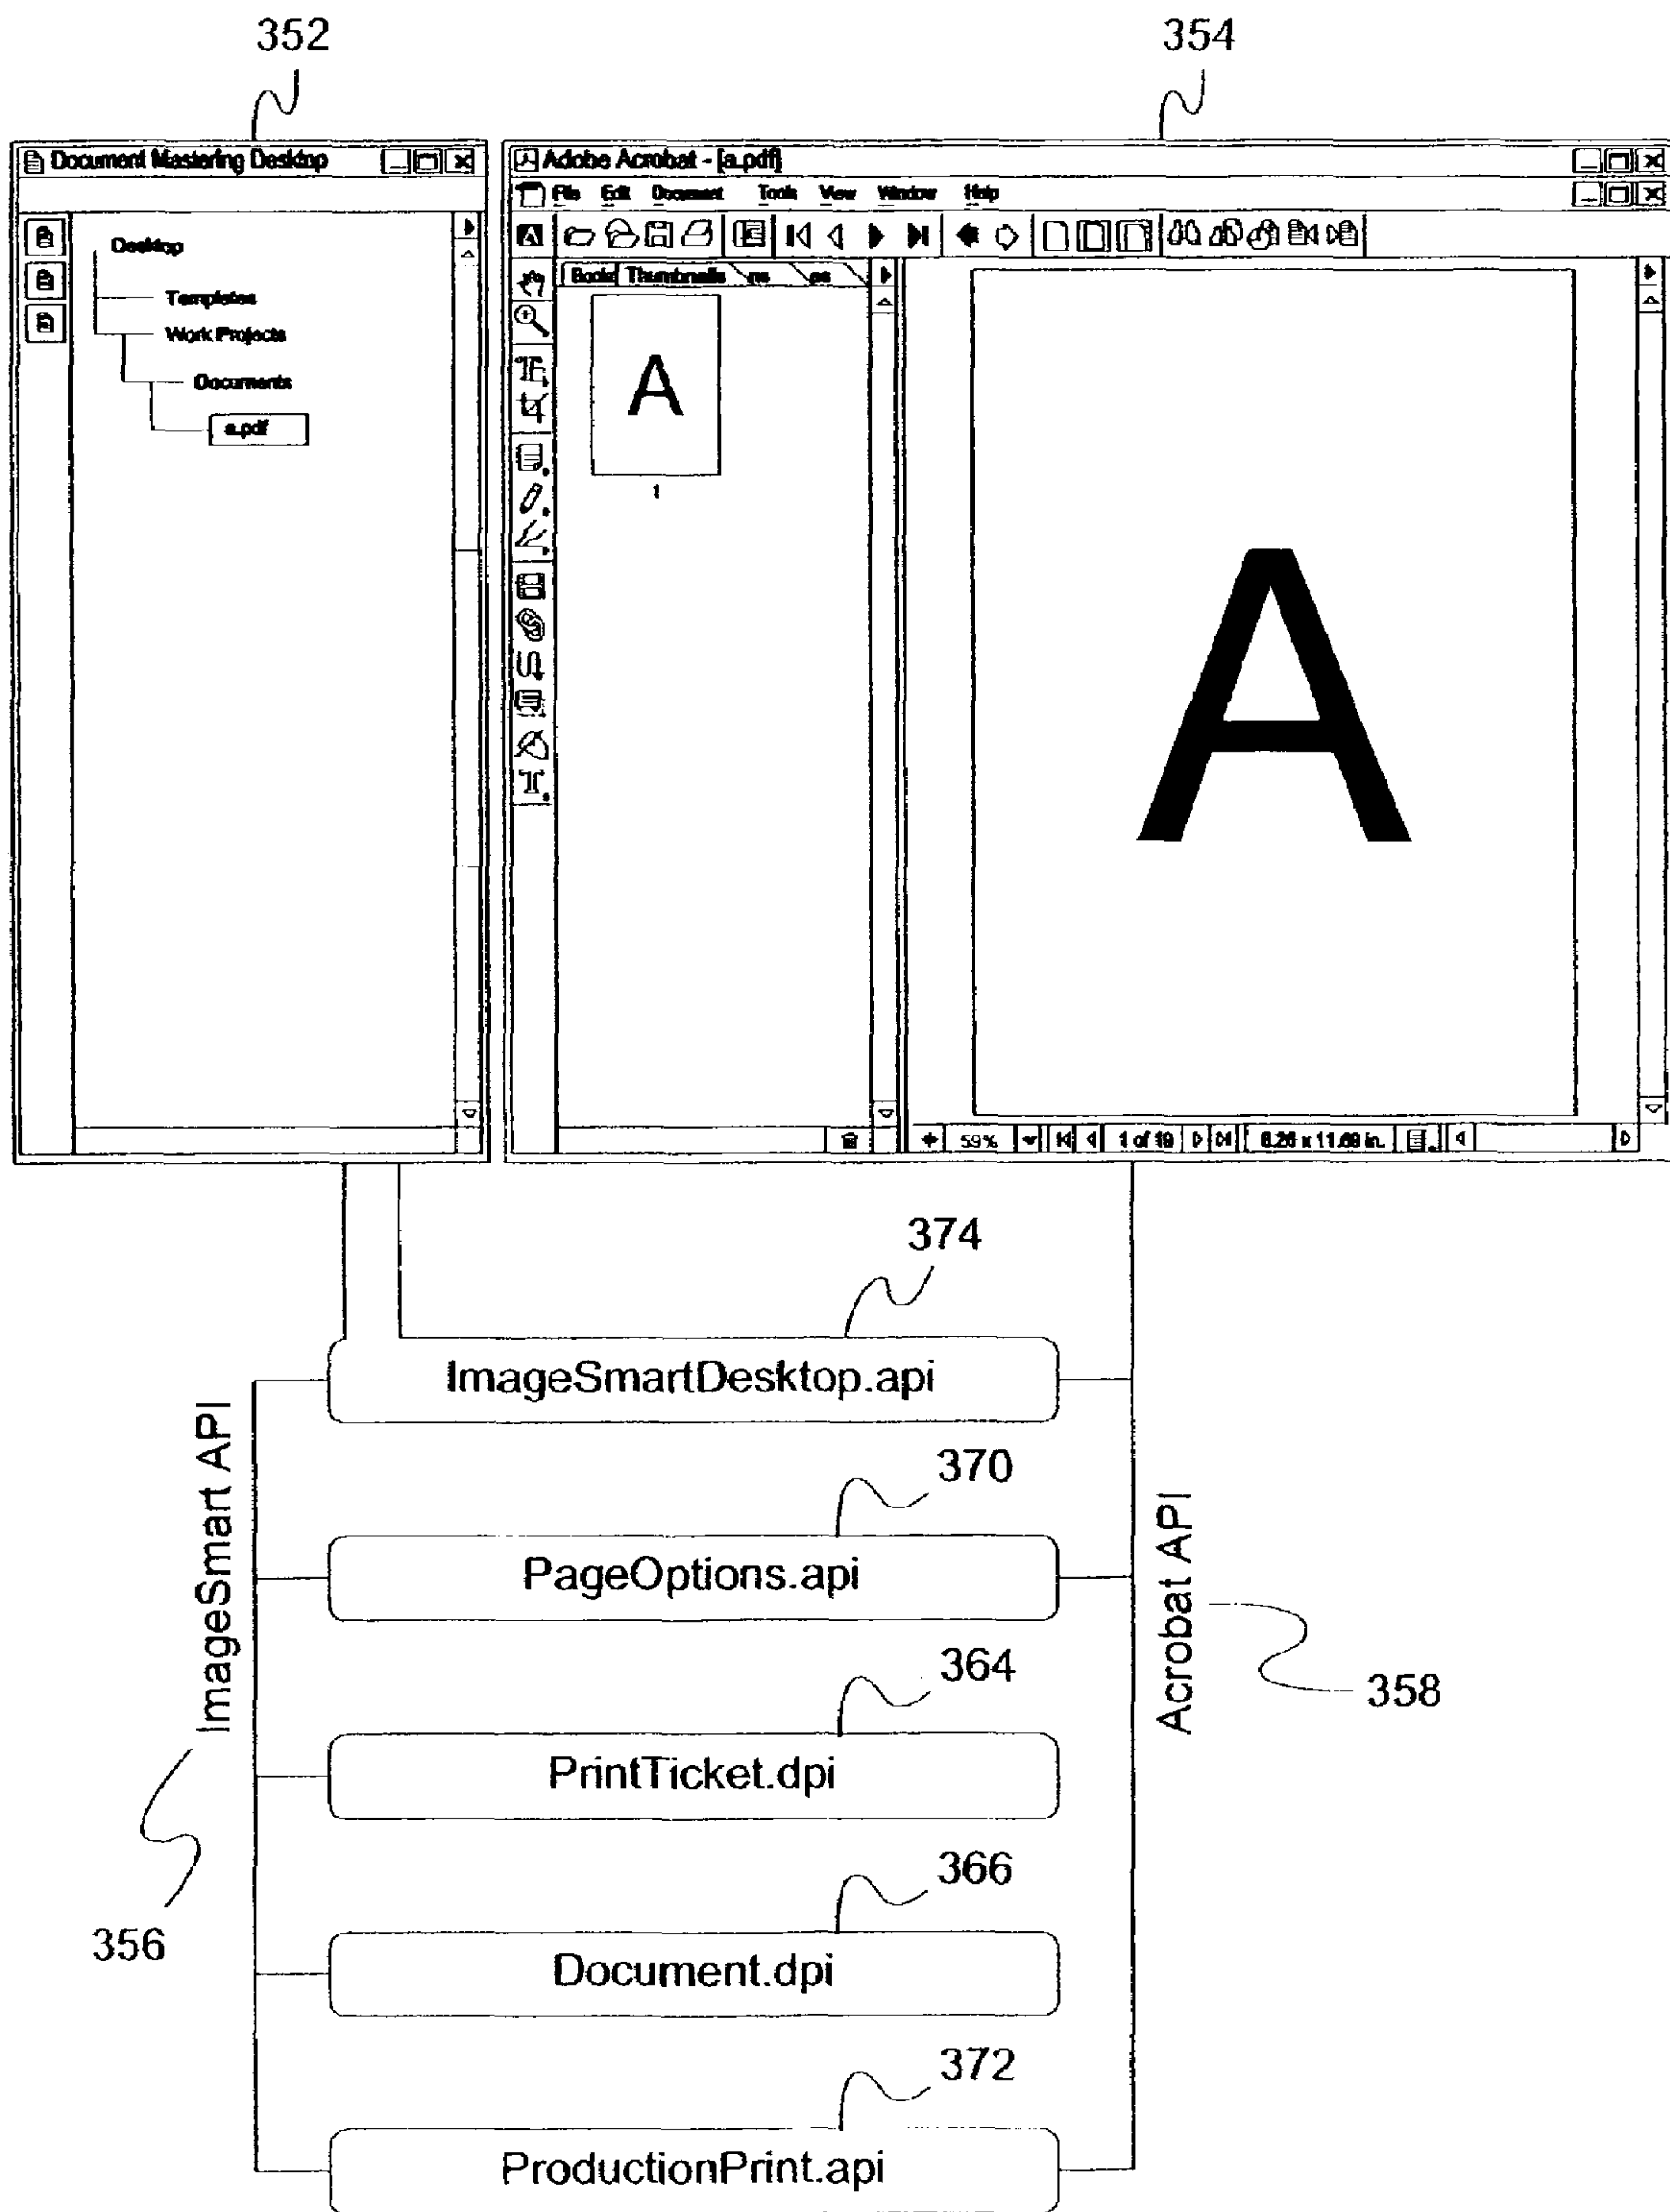 352
354
Document Mastering Desktop
Desktop
Templates
Work Projects
Documents
a.pdf
Adobe Acrobat - [a.pdf]
File Edit Document Tools View Window Help
Thumbnails
A
1
A
59%
1 of 19
8.26 x 11.69 in.
374
ImageSmartDesktop.api
370
PageOptions.api
364
PrintTicket.dpi
366
Document.dpi
372
ProductionPrint.api
ImageSmart API
356
Acrobat API
358